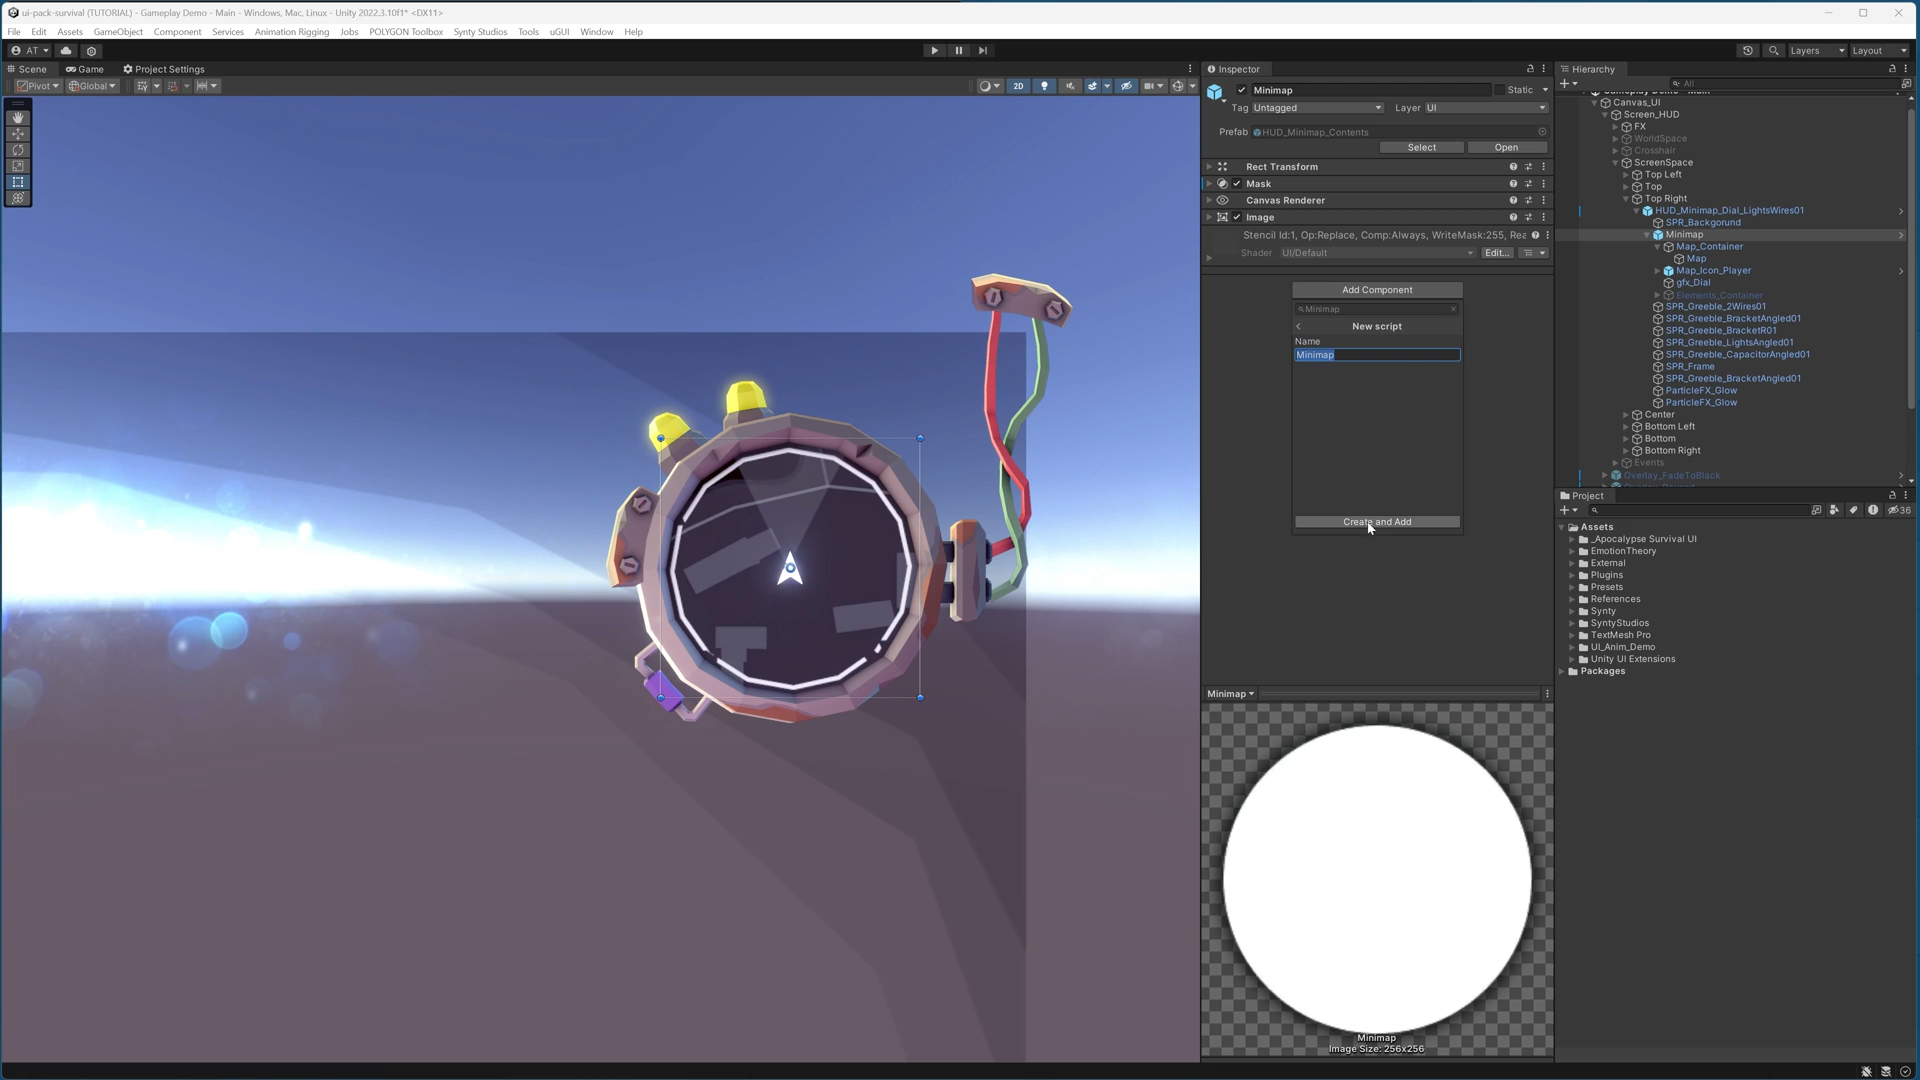 ui-pack-survival (TUTORIAL) - Gameplay Demo - Main - Windows, Mac, Linux - Unity 2022.3.10f1* <DX11>
File Edit Assets GameObject Component Services Animation Rigging Jobs POLYGON Toolbox Synty Studios Tools uGUI Window Help
AT Layers Layout
Scene Game Project Settings
Pivot Global 2D
Inspector
Minimap Static
Tag Untagged Layer UI
Prefab HUD_Minimap_Contents
Select Open
Rect Transform
Mask
Canvas Renderer
Image
Stencil Id:1, Op:Replace, Comp:Always, WriteMask:255, Rea
Shader UI/Default Edit...
Add Component
Minimap
New script
Name
Minimap
Create and Add
Minimap
Minimap
Image Size: 256x256
Hierarchy
All
Gameplay Demo - Main
Canvas_UI
Screen_HUD
FX
WorldSpace
Crosshair
ScreenSpace
Top Left
Top
Top Right
HUD_Minimap_Dial_LightsWires01
SPR_Backgorund
Minimap
Map_Container
Map
Map_Icon_Player
gfx_Dial
Elements_Container
SPR_Greeble_2Wires01
SPR_Greeble_BracketAngled01
SPR_Greeble_BracketR01
SPR_Greeble_LightsAngled01
SPR_Greeble_CapacitorAngled01
SPR_Frame
SPR_Greeble_BracketAngled01
ParticleFX_Glow
ParticleFX_Glow
Center
Bottom Left
Bottom
Bottom Right
Events
Overlay_FadeToBlack
Project
36
Assets
_Apocalypse Survival UI
EmotionTheory
External
Plugins
Presets
References
Synty
SyntyStudios
TextMesh Pro
UI_Anim_Demo
Unity UI Extensions
Packages